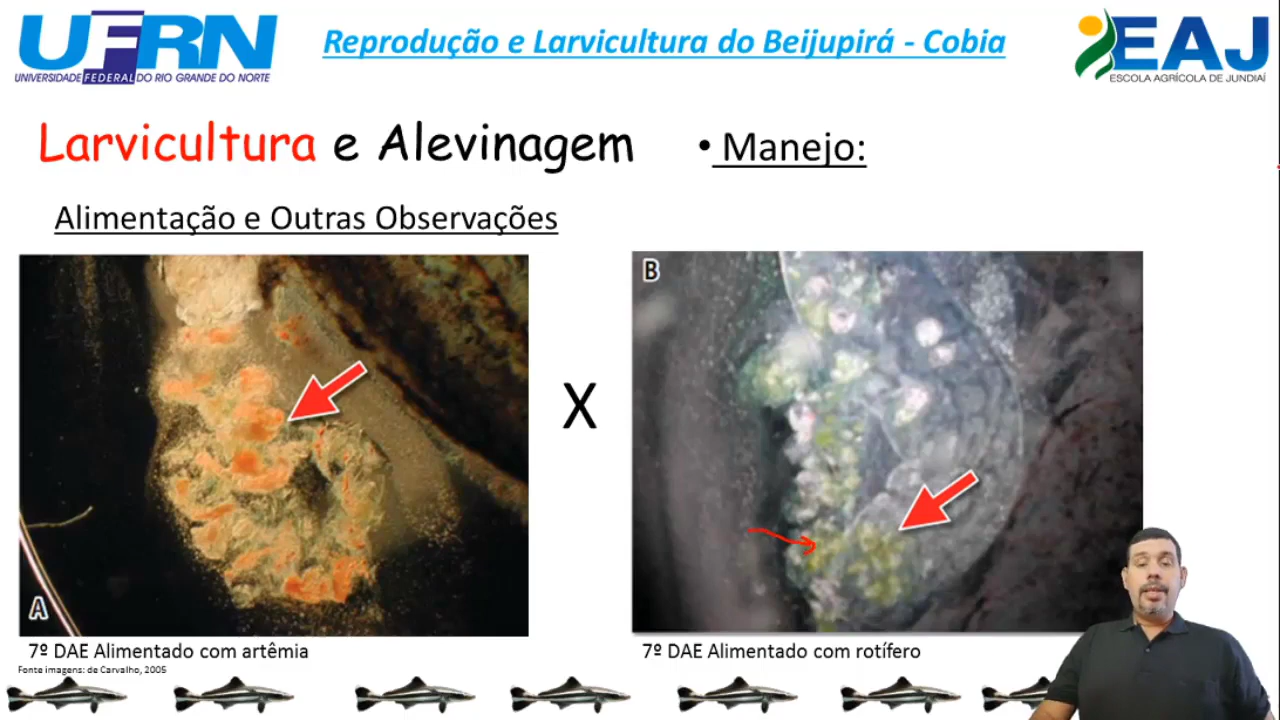 UFRN
UNIVERSIDADE FEDERAL DO RIO GRANDE DO NORTE
Reprodução e Larvicultura do Beijupirá - Cobia
EAJ
ESCOLA AGRÍCOLA DE JUNDIAÍ
Larvicultura e Alevinagem
• Manejo:
Alimentação e Outras Observações
A
X
B
7º DAE Alimentado com artêmia
7º DAE Alimentado com rotífero
Fonte imagens: de Carvalho, 2005